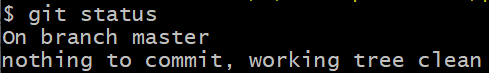 $ git status
On branch master
nothing to commit, working tree clean